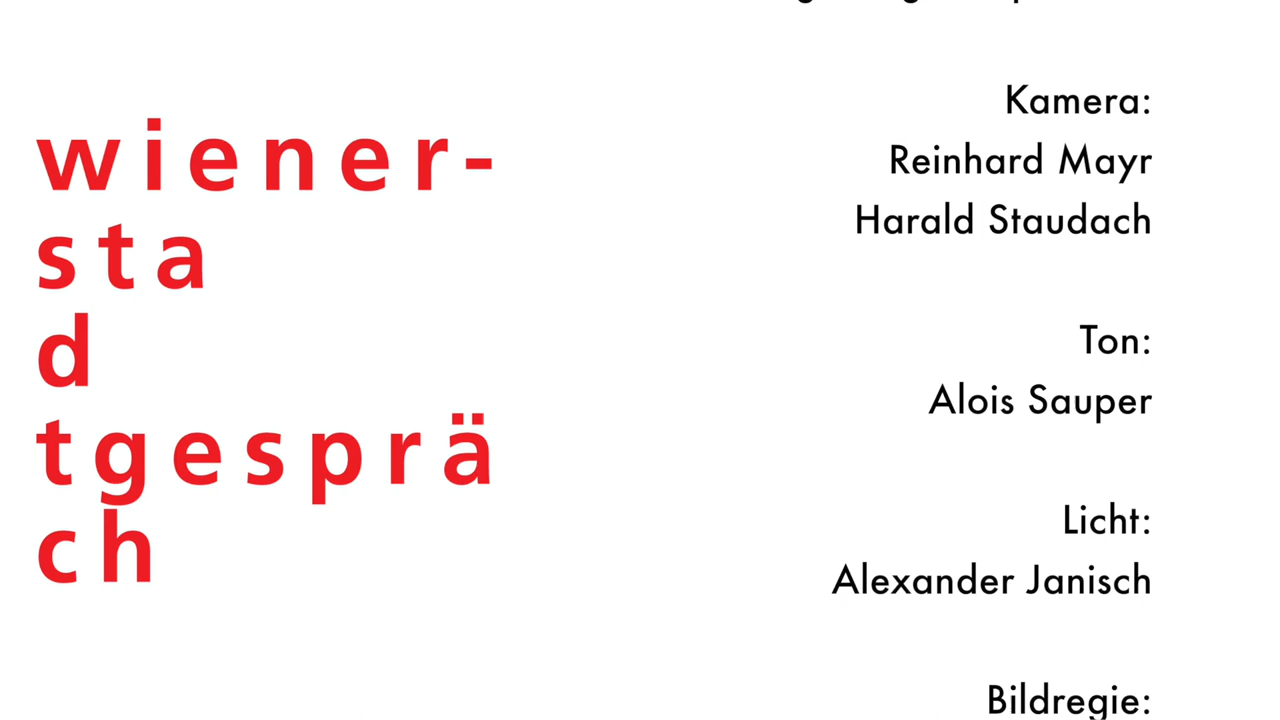 wiener-
sta
d
tgesprä
ch
Kamera:
Reinhard Mayr
Harald Staudach
Ton:
Alois Sauper
Licht:
Alexander Janisch
Bildregie: